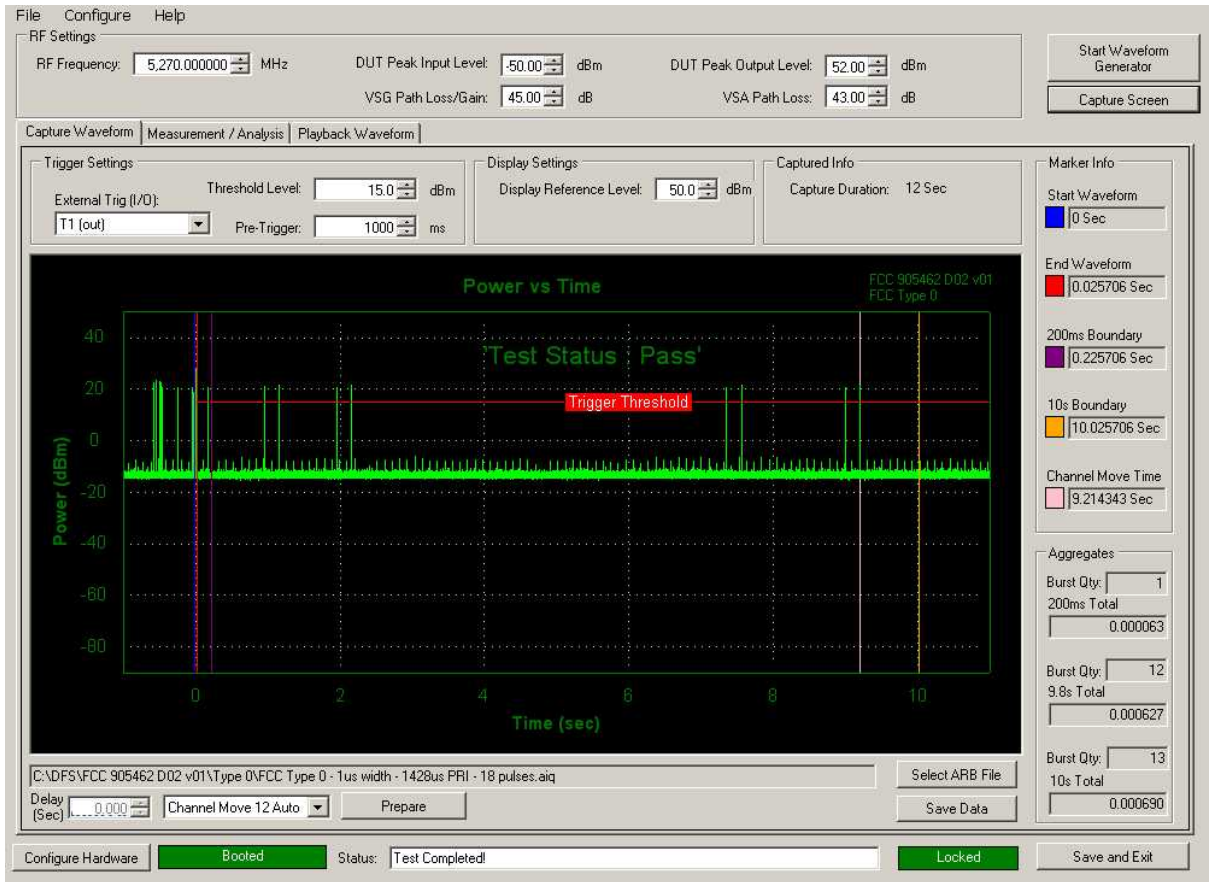 File Configure Help
RF Settings
RF Frequency: 5,270.000000 MHz
DUT Peak Input Level: -50.00 dBm
DUT Peak Output Level: 52.00 dBm
VSG Path Loss/Gain: 45.00 dB
VSA Path Loss: 43.00 dB
Start Waveform Generator
Capture Screen
Capture Waveform Measurement / Analysis Playback Waveform
Trigger Settings
External Trig (I/O):
T1 (out)
Threshold Level: 15.0 dBm
Pre-Trigger: 1000 ms
Display Settings
Display Reference Level: 50.0 dBm
Captured Info
Capture Duration: 12 Sec
Power vs Time
FCC 905462 D02 v01
FCC Type 0
'Test Status : Pass'
Trigger Threshold
Power (dBm)
40
20
0
-20
-40
-60
-80
0 2 4 6 8 10
Time (sec)
Marker Info
Start Waveform
0 Sec
End Waveform
0.025706 Sec
200ms Boundary
0.225706 Sec
10s Boundary
10.025706 Sec
Channel Move Time
9.214343 Sec
Aggregates
Burst Qty: 1
200ms Total
0.000063
Burst Qty: 12
9.8s Total
0.000627
Burst Qty: 13
10s Total
0.000690
C:\DFS\FCC 905462 D02 v01\Type 0\FCC Type 0 - 1us width - 1428us PRI - 18 pulses.aiq
Select ARB File
Delay (Sec) 0.000
Channel Move 12 Auto
Prepare
Save Data
Configure Hardware
Booted
Status: Test Completed!
Locked
Save and Exit